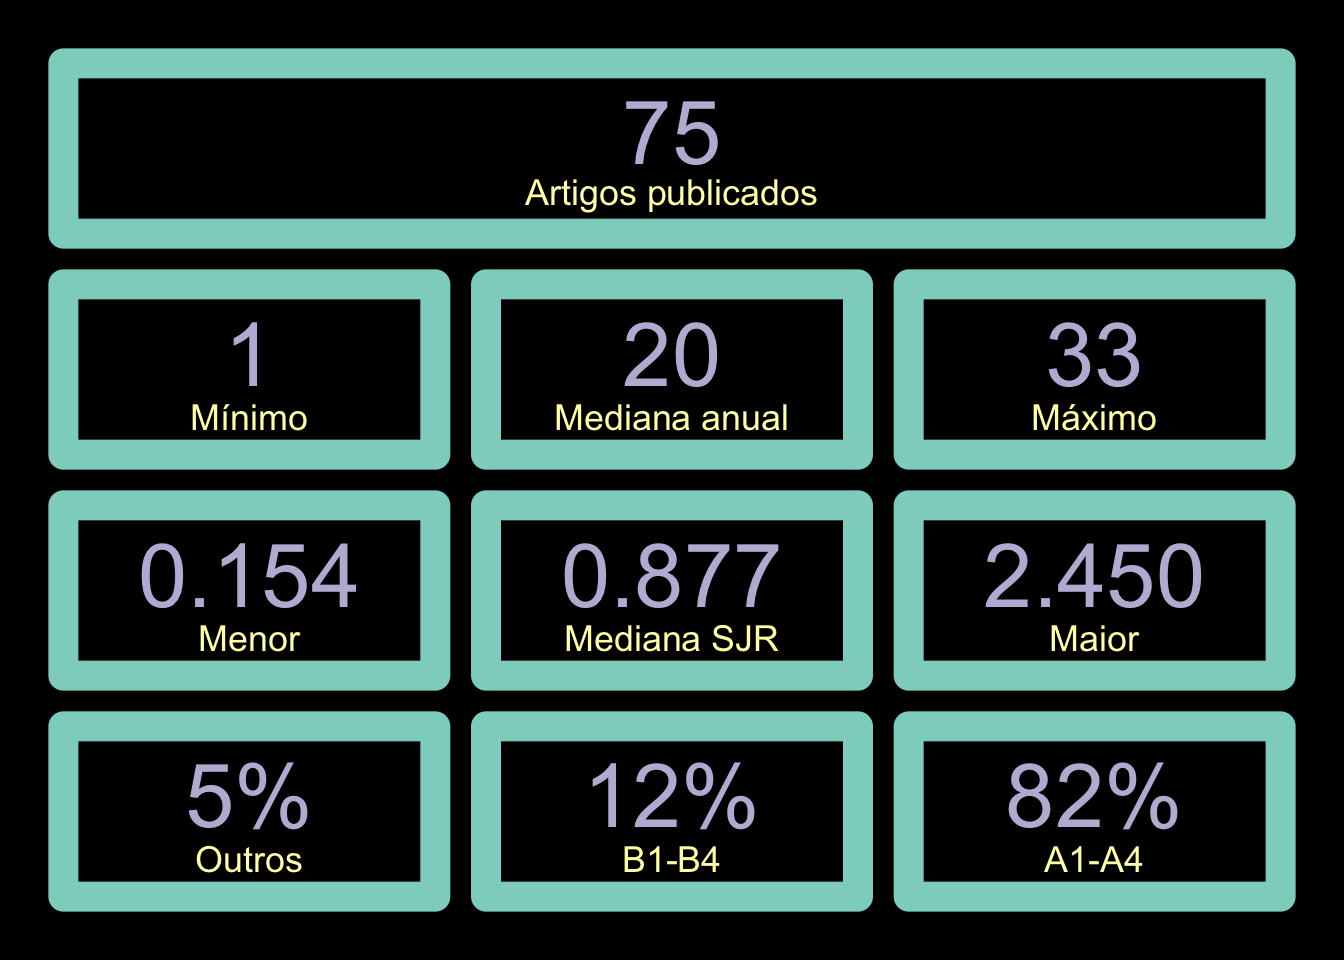 75
Artigos publicados
1
Mínimo
20
Mediana anual
33
Máximo
0.154
Menor
0.877
Mediana SJR
2.450
Maior
5%
Outros
12%
B1-B4
82%
A1-A4